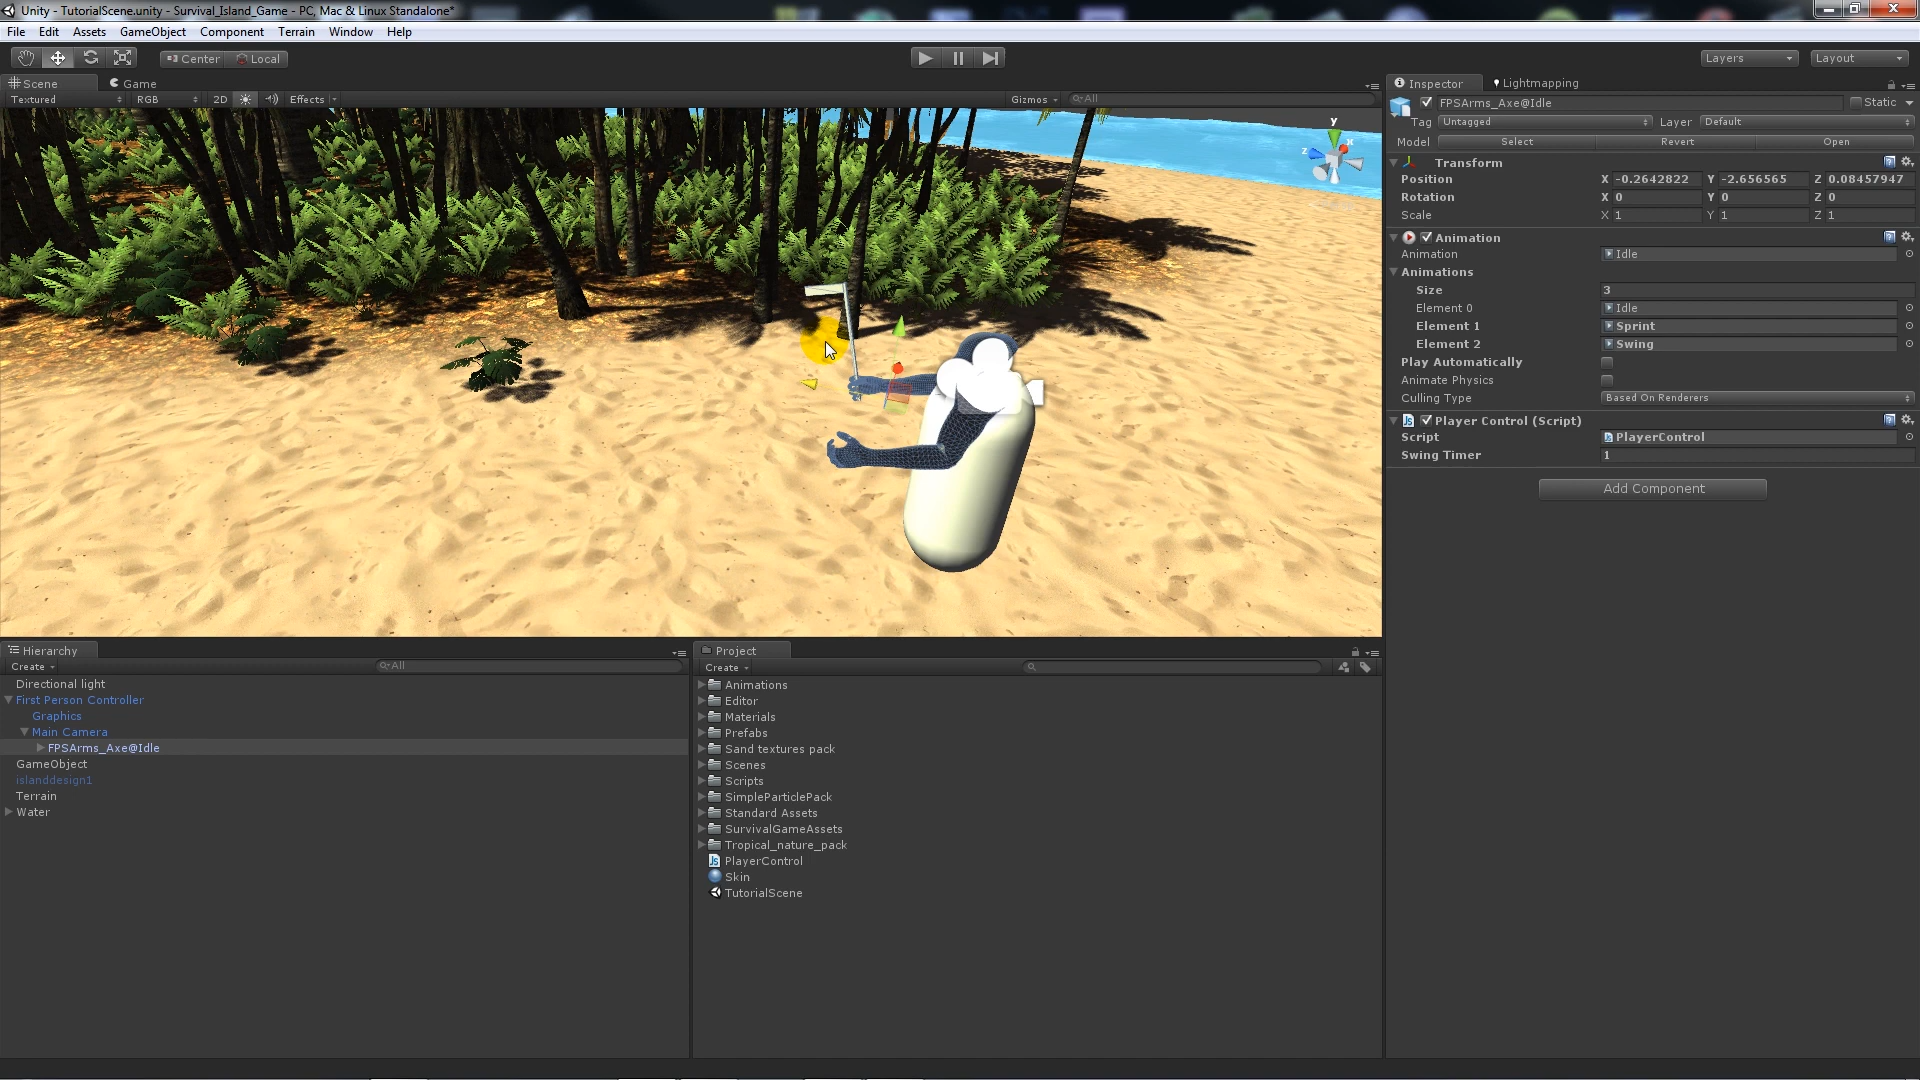 Unity - TutorialScene.unity - Survival_Island_Game - PC, Mac & Linux Standalone*
File Edit Assets GameObject Component Terrain Window Help
Center Local
Layers Layout
Scene Game
Textured RGB 2D Effects Gizmos All
y
x
z
Inspector Lightmapping
FPSArms_Axe@Idle Static
Tag Untagged Layer Default
Model Select Revert Open
Transform
Position X -0.2642822 Y -2.656565 Z 0.08457947
Rotation X 0 Y 0 Z 0
Scale X 1 Y 1 Z 1
Animation
Animation Idle
Animations
Size 3
Element 0 Idle
Element 1 Sprint
Element 2 Swing
Play Automatically
Animate Physics
Culling Type Based On Renderers
Player Control (Script)
Script PlayerControl
Swing Timer 1
Add Component
Hierarchy
Create All
Directional light
First Person Controller
Graphics
Main Camera
FPSArms_Axe@Idle
GameObject
islanddesign1
Terrain
Water
Project
Create
Animations
Editor
Materials
Prefabs
Sand textures pack
Scenes
Scripts
SimpleParticlePack
Standard Assets
SurvivalGameAssets
Tropical_nature_pack
PlayerControl
Skin
TutorialScene